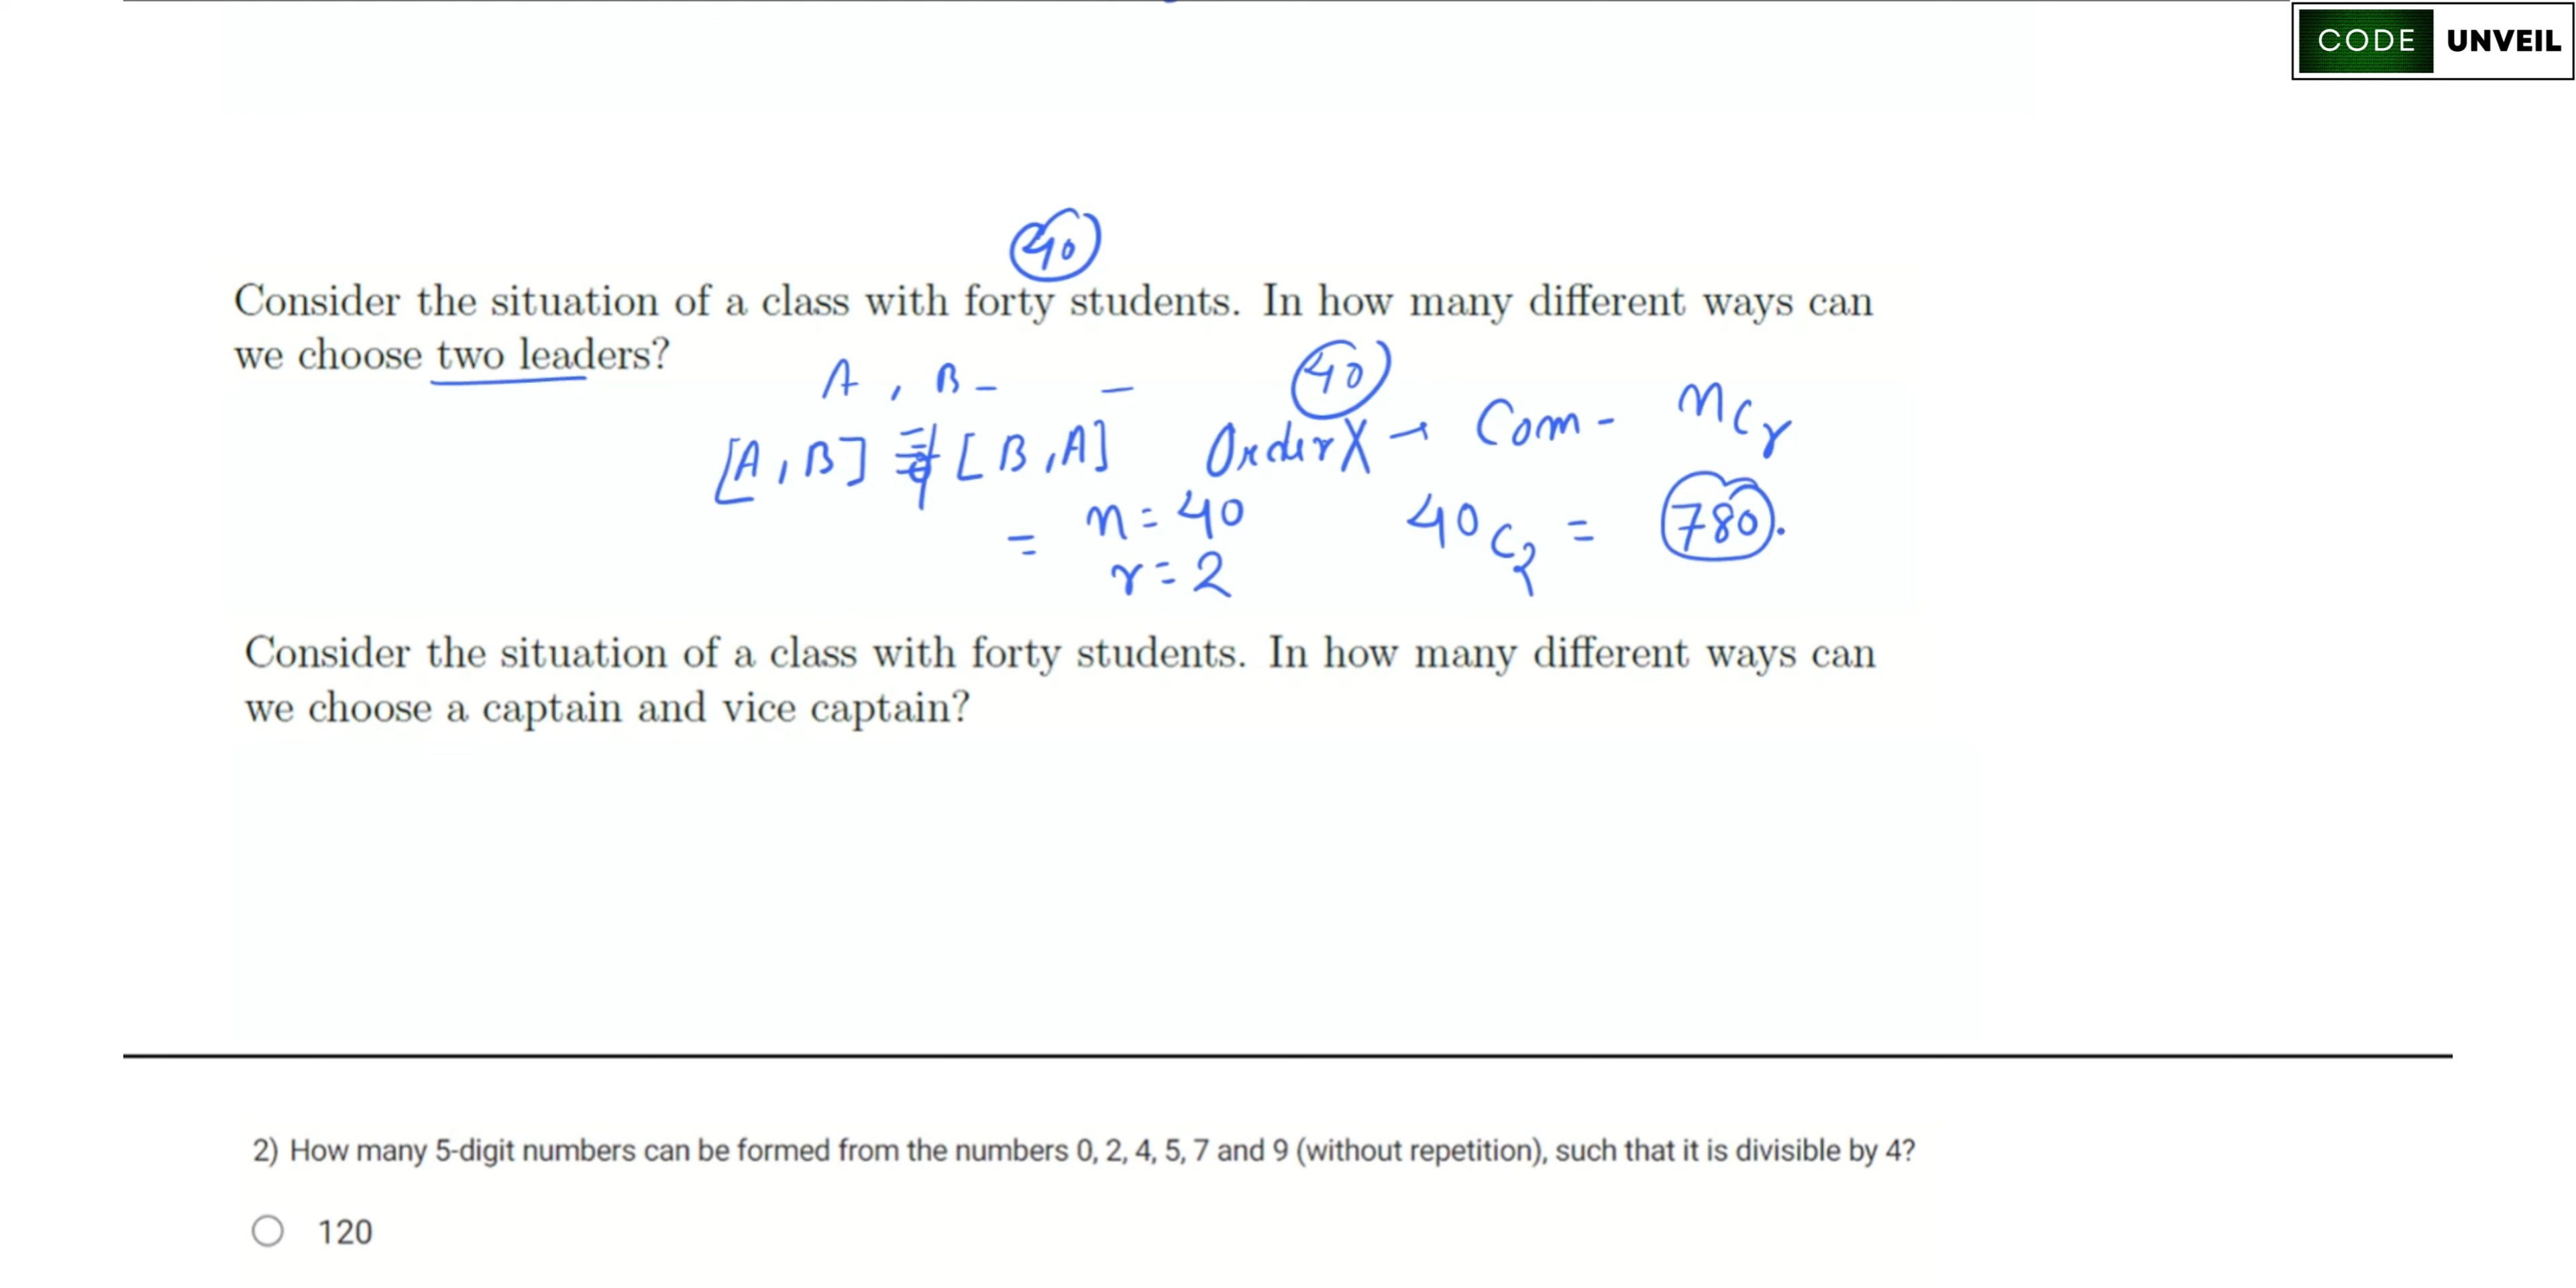 CODE UNVEIL
40
Consider the situation of a class with forty students. In how many different ways can
we choose two leaders?
A , B - -
40
[A , B] [B , A] Order X → Com - nCr
= n = 40
r = 2
40C2 = 780.
Consider the situation of a class with forty students. In how many different ways can
we choose a captain and vice captain?
2) How many 5-digit numbers can be formed from the numbers 0, 2, 4, 5, 7 and 9 (without repetition), such that it is divisible by 4?
120